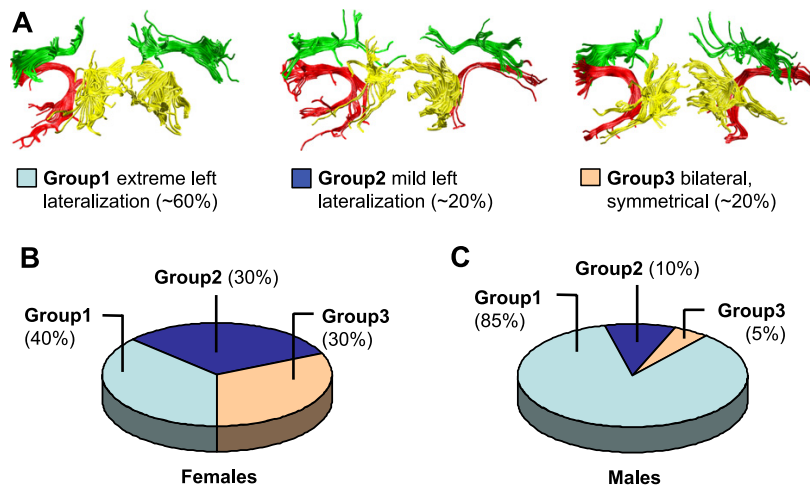 A
Group1 extreme left
lateralization (~60%)
Group2 mild left
lateralization (~20%)
Group3 bilateral,
symmetrical (~20%)
B
Group2 (30%)
Group1
(40%)
Group3
(30%)
Females
C
Group2 (10%)
Group1
(85%)
Group3
(5%)
Males